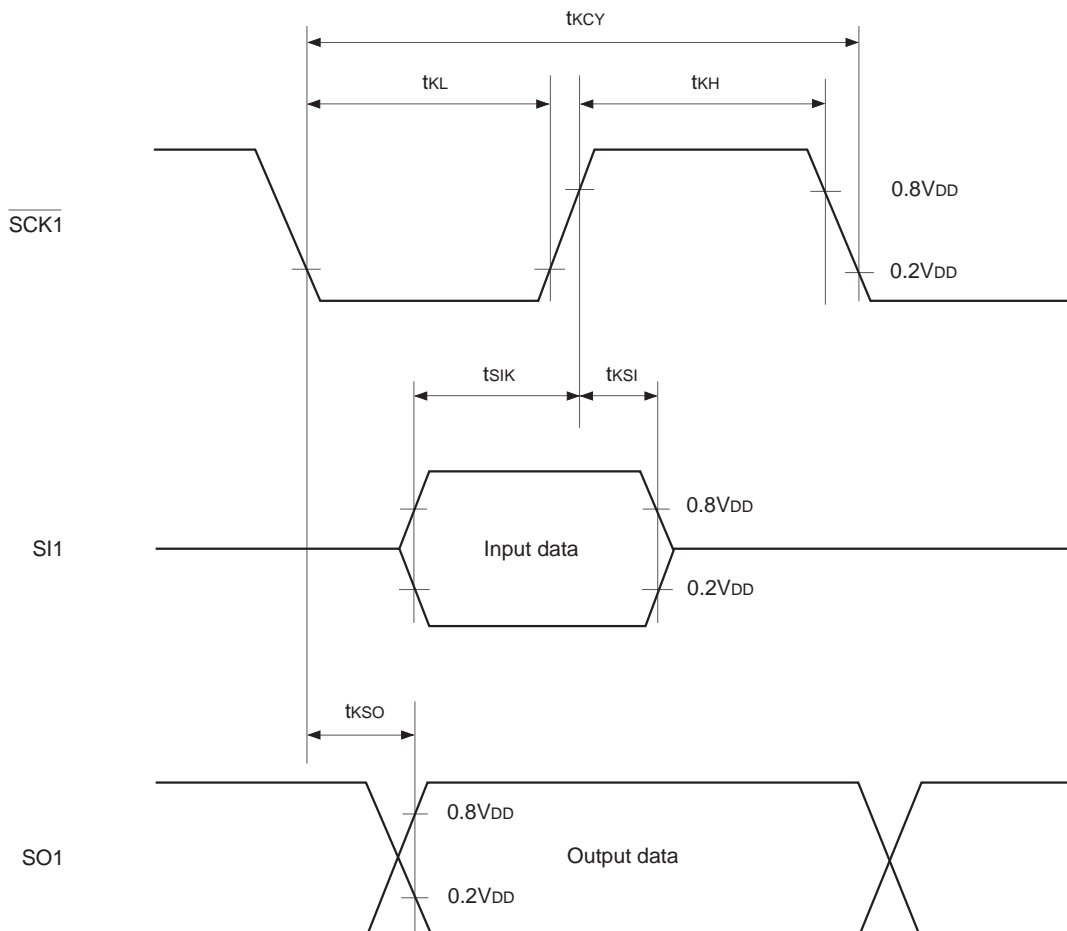 tKCY
tKL
tKH
SCK1
0.8VDD
0.2VDD
tSIK
tKSI
SI1
Input data
0.8VDD
0.2VDD
tKSO
SO1
0.8VDD
Output data
0.2VDD